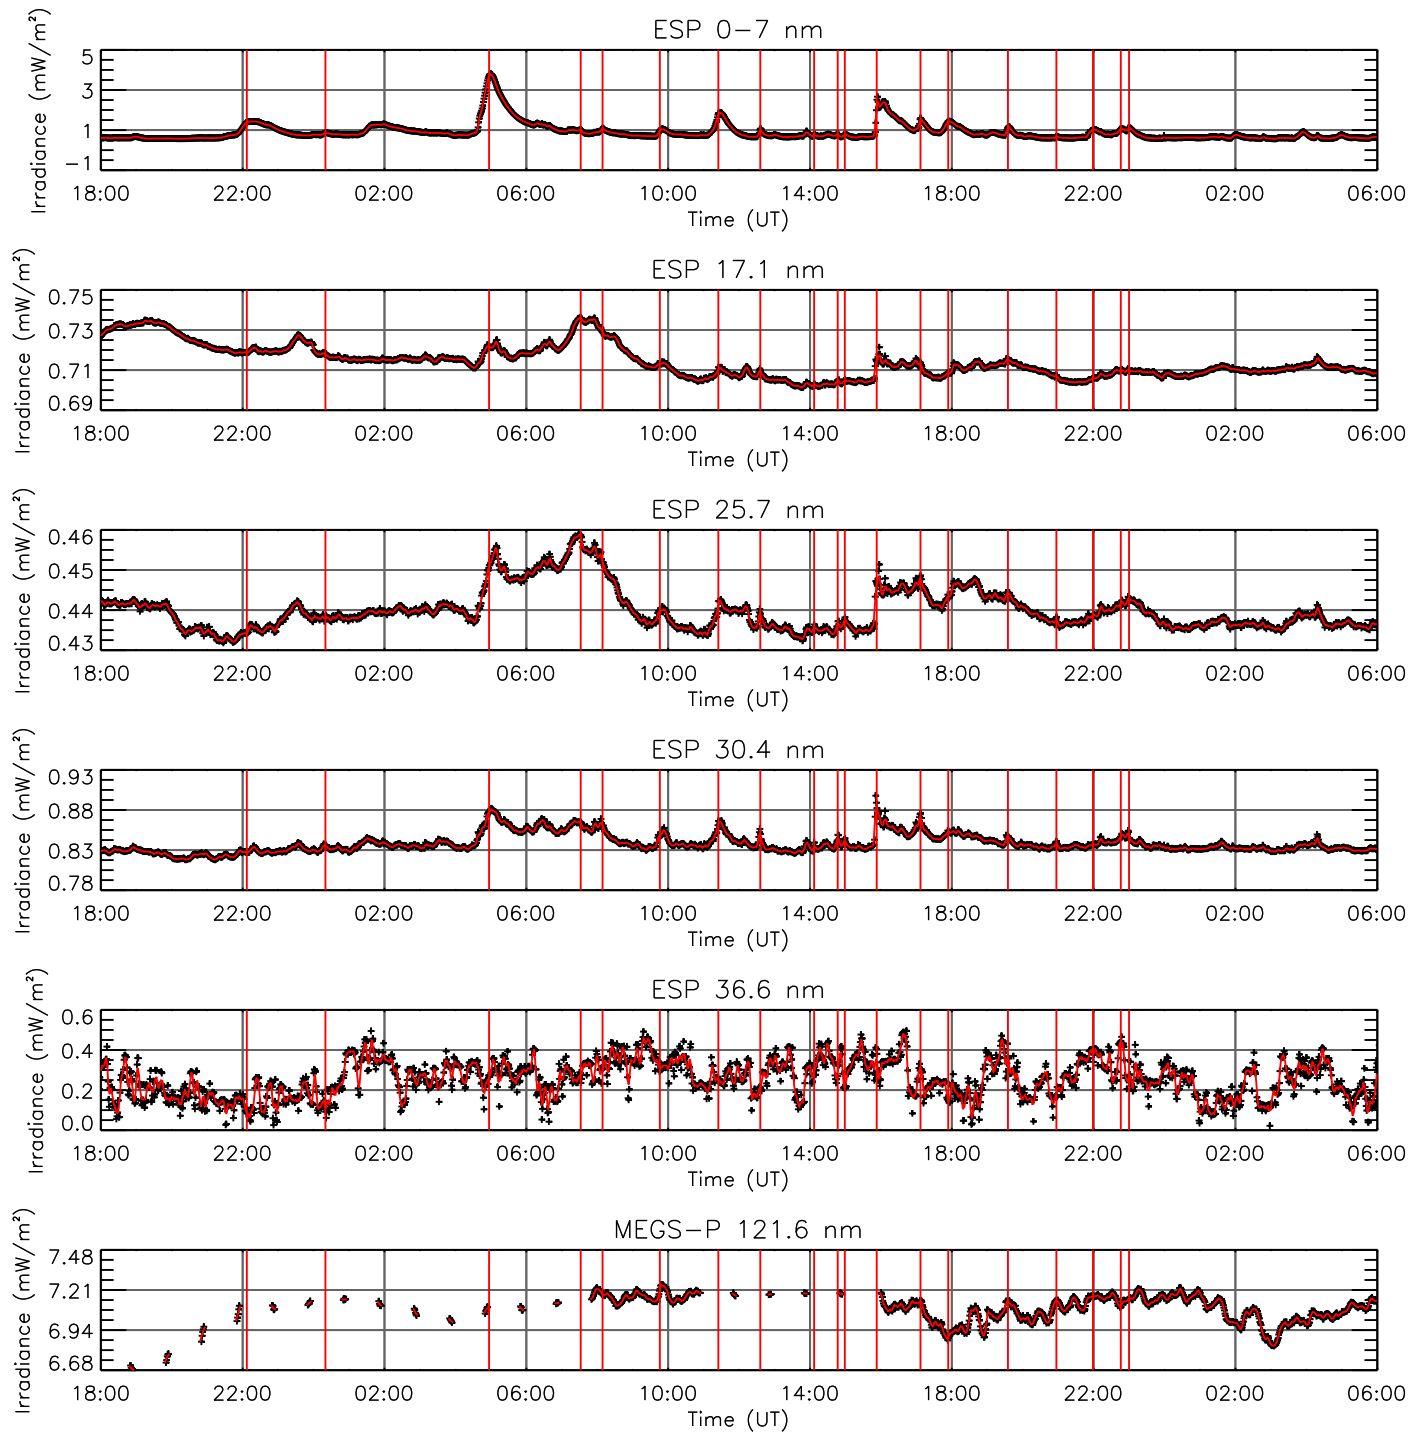 ESP 0-7 nm
Irradiance (mW/m²)
5
3
1
-1
18:00 22:00 02:00 06:00 10:00 14:00 18:00 22:00 02:00 06:00
Time (UT)
ESP 17.1 nm
Irradiance (mW/m²)
0.75
0.73
0.71
0.69
18:00 22:00 02:00 06:00 10:00 14:00 18:00 22:00 02:00 06:00
Time (UT)
ESP 25.7 nm
Irradiance (mW/m²)
0.46
0.45
0.44
0.43
18:00 22:00 02:00 06:00 10:00 14:00 18:00 22:00 02:00 06:00
Time (UT)
ESP 30.4 nm
Irradiance (mW/m²)
0.93
0.88
0.83
0.78
18:00 22:00 02:00 06:00 10:00 14:00 18:00 22:00 02:00 06:00
Time (UT)
ESP 36.6 nm
Irradiance (mW/m²)
0.6
0.4
0.2
0.0
18:00 22:00 02:00 06:00 10:00 14:00 18:00 22:00 02:00 06:00
Time (UT)
MEGS-P 121.6 nm
Irradiance (mW/m²)
7.48
7.21
6.94
6.68
18:00 22:00 02:00 06:00 10:00 14:00 18:00 22:00 02:00 06:00
Time (UT)